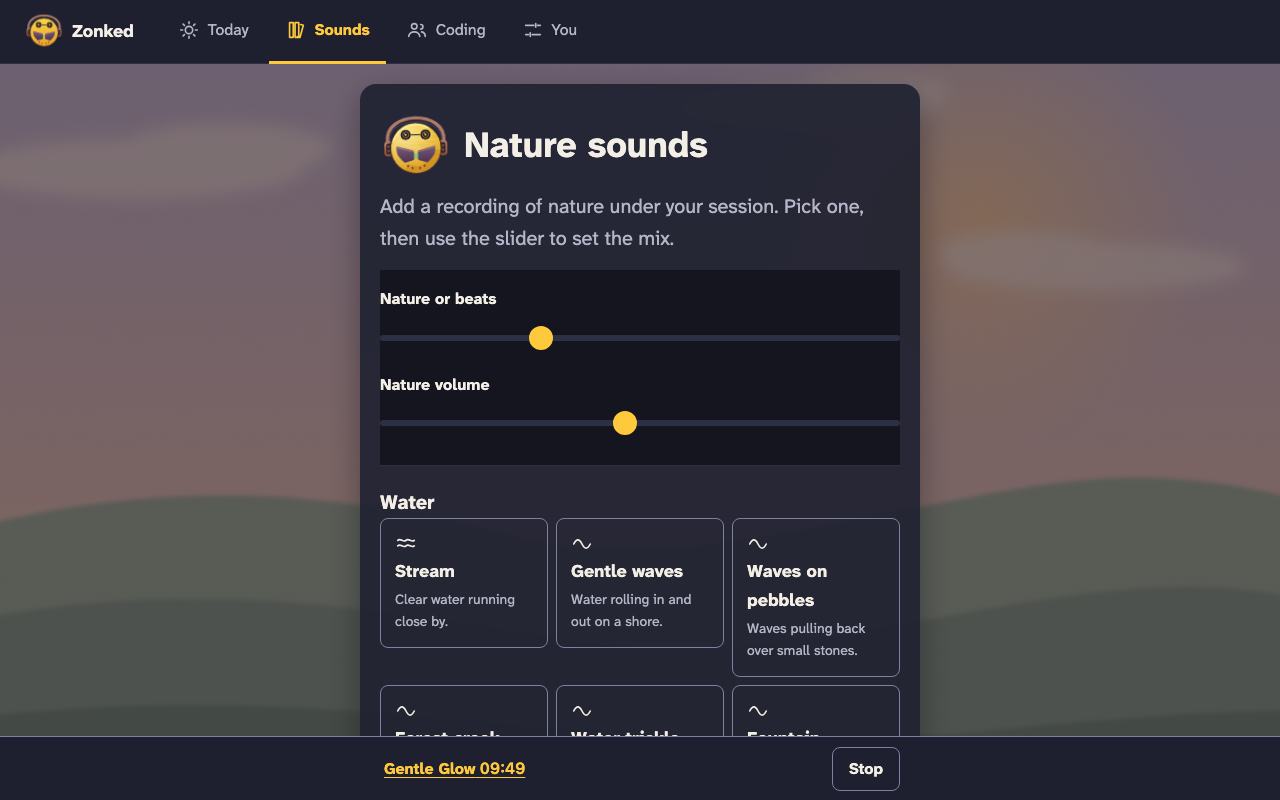 Zonked
Today
Sounds
Coding
You
Nature sounds
Add a recording of nature under your session. Pick one,
then use the slider to set the mix.
Nature or beats
Nature volume
Water
Stream
Clear water running
close by.
Gentle waves
Water rolling in and
out on a shore.
Waves on
pebbles
Waves pulling back
over small stones.
Water trickle
Fountain
Gentle Glow 09:49
Stop